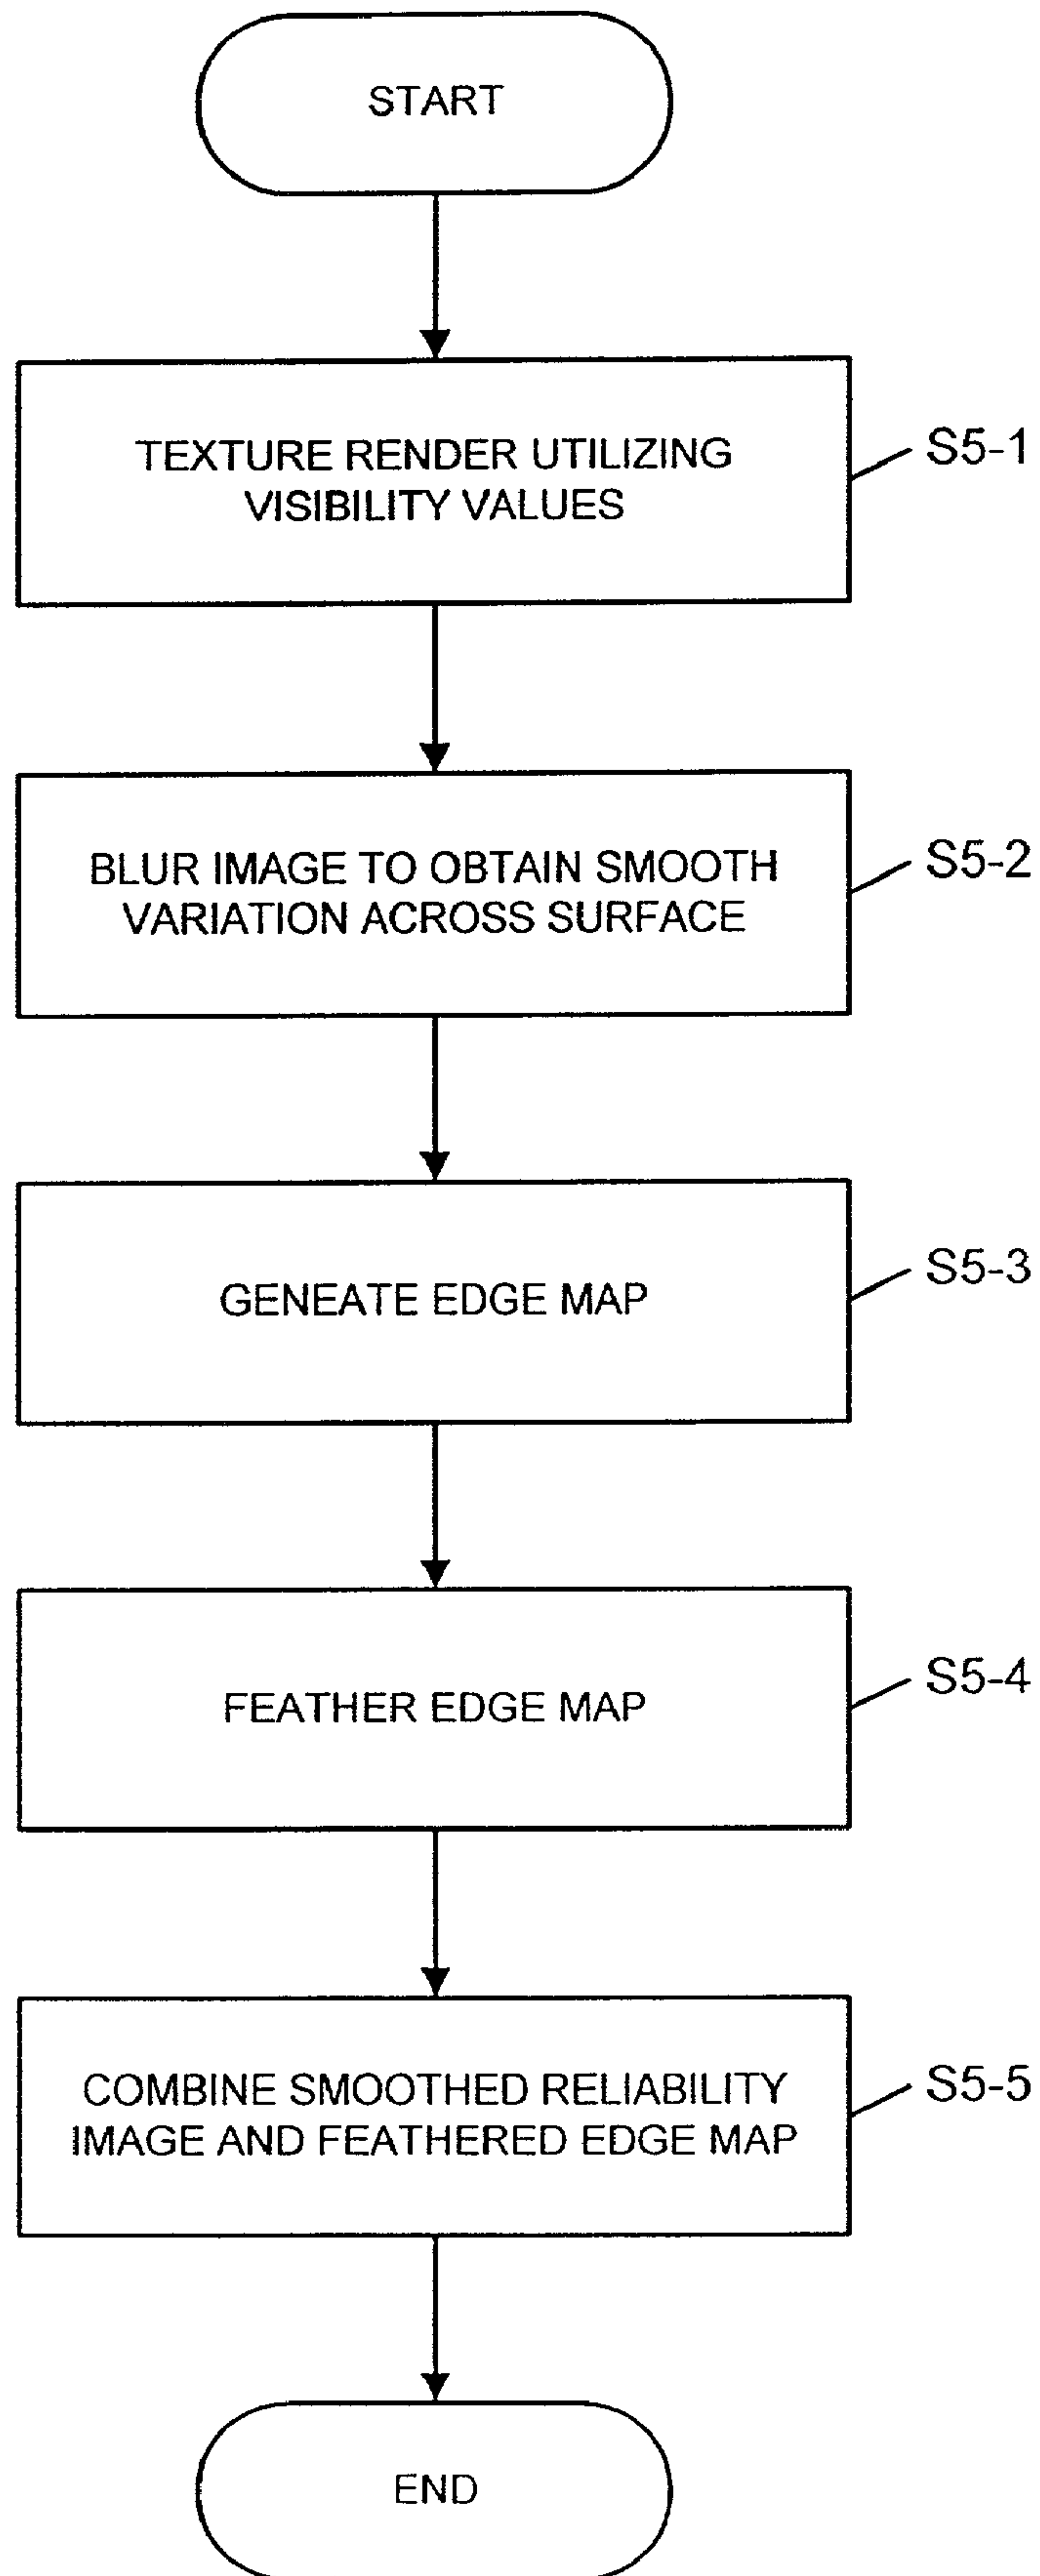 START
TEXTURE RENDER UTILIZING
VISIBILITY VALUES
S5-1
BLUR IMAGE TO OBTAIN SMOOTH
VARIATION ACROSS SURFACE
S5-2
GENEATE EDGE MAP
S5-3
FEATHER EDGE MAP
S5-4
COMBINE SMOOTHED RELIABILITY
IMAGE AND FEATHERED EDGE MAP
S5-5
END